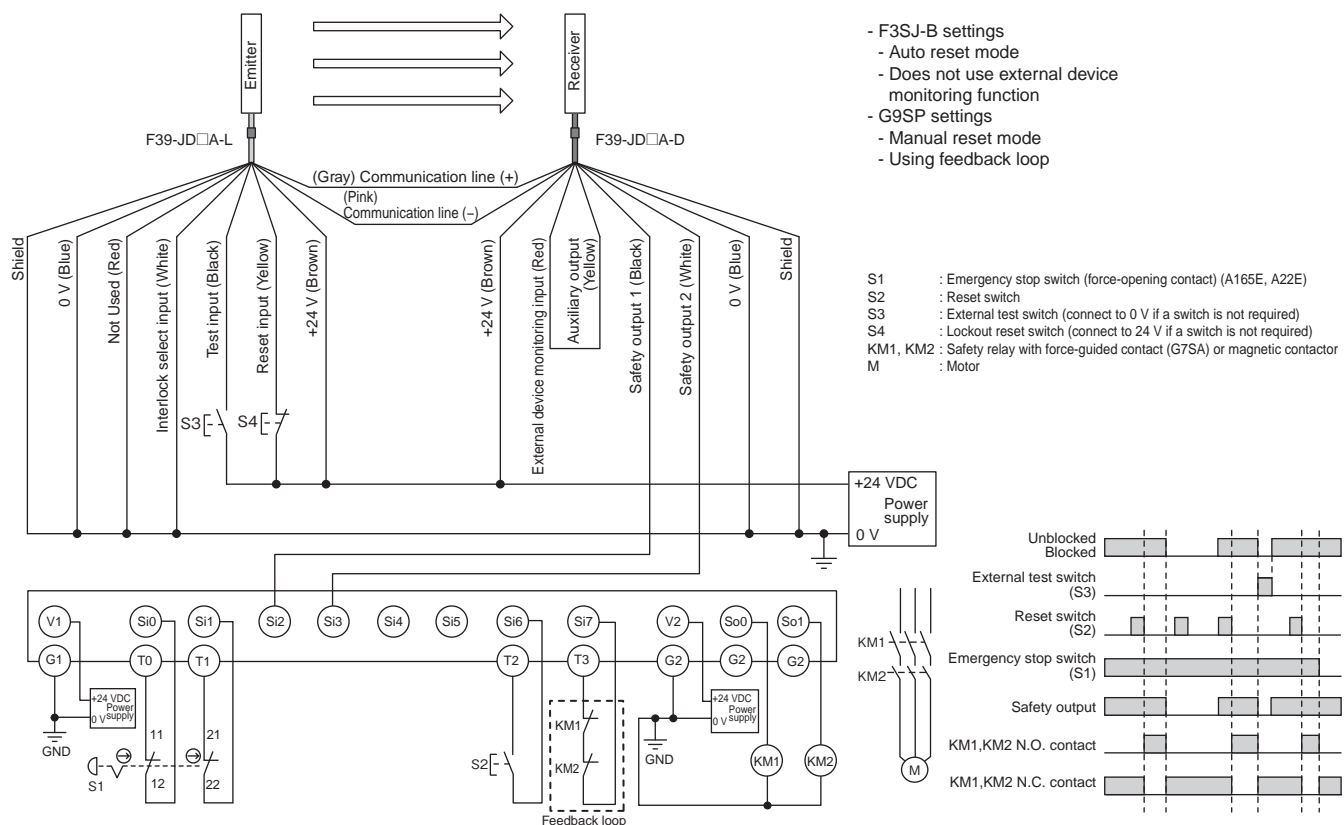 Emitter
Receiver
F39-JD□A-L
F39-JD□A-D
- F3SJ-B settings
- Auto reset mode
- Does not use external device
monitoring function
- G9SP settings
- Manual reset mode
- Using feedback loop
(Gray) Communication line (+)
(Pink)
Communication line (−)
Shield
0 V (Blue)
Not Used (Red)
Interlock select input (White)
Test input (Black)
Reset input (Yellow)
+24 V (Brown)
+24 V (Brown)
External device monitoring input (Red)
Auxiliary output
(Yellow)
Safety output 1 (Black)
Safety output 2 (White)
0 V (Blue)
Shield
S1 : Emergency stop switch (force-opening contact) (A165E, A22E)
S2 : Reset switch
S3 : External test switch (connect to 0 V if a switch is not required)
S4 : Lockout reset switch (connect to 24 V if a switch is not required)
KM1, KM2 : Safety relay with force-guided contact (G7SA) or magnetic contactor
M : Motor
S3
S4
+24 VDC
Power
supply
0 V
V1
Si0
Si1
Si2
Si3
Si4
Si5
Si6
Si7
V2
So0
So1
G1
T0
T1
T2
T3
G2
G2
G2
+24 VDC
Power
supply
0 V
GND
11
21
12
22
S1
S2
KM1
KM2
Feedback loop
+24 VDC
Power
supply
0 V
GND
KM1
KM2
KM1
KM2
M
Unblocked
Blocked
External test switch
(S3)
Reset switch
(S2)
Emergency stop switch
(S1)
Safety output
KM1,KM2 N.O. contact
KM1,KM2 N.C. contact